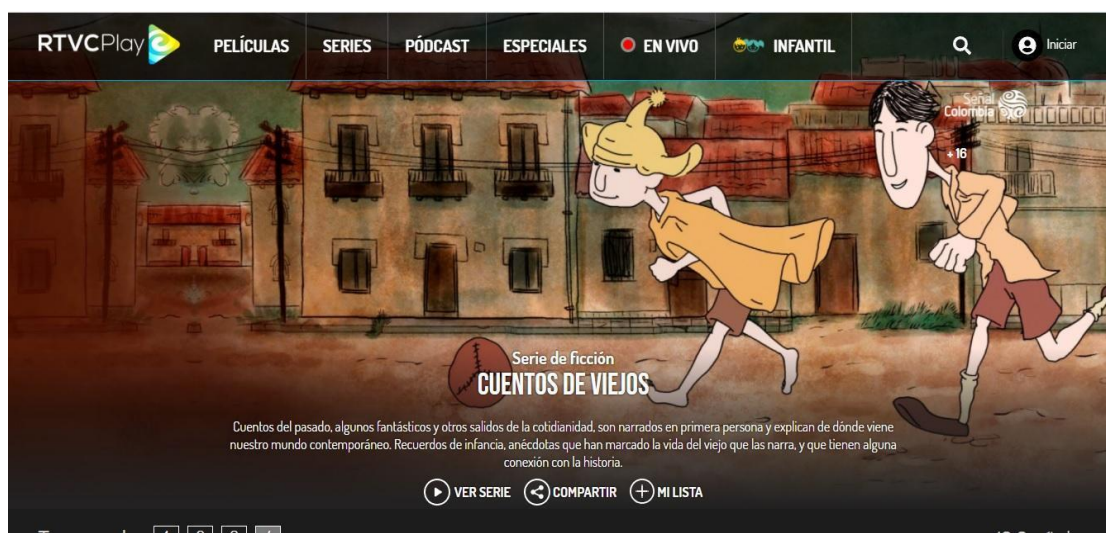 RTVCPlay
PELÍCULAS
SERIES
PÓDCAST
ESPECIALES
EN VIVO
INFANTIL
Iniciar
Señal
Colombia
+16
Serie de ficción
CUENTOS DE VIEJOS
Cuentos del pasado, algunos fantásticos y otros salidos de la cotidianidad, son narrados en primera persona y explican de dónde viene
nuestro mundo contemporáneo. Recuerdos de infancia, anécdotas que han marcado la vida del viejo que las narra, y que tienen alguna
conexión con la historia.
VER SERIE
COMPARTIR
MI LISTA